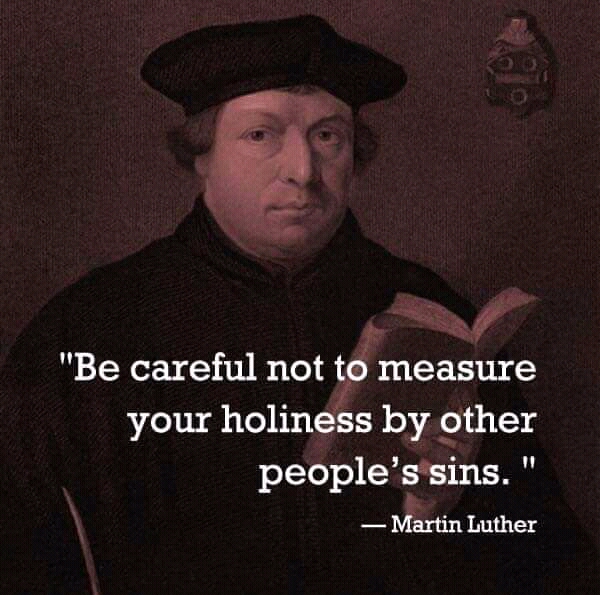 "Be careful not to measure
your holiness by other
people’s sins. "
— Martin Luther